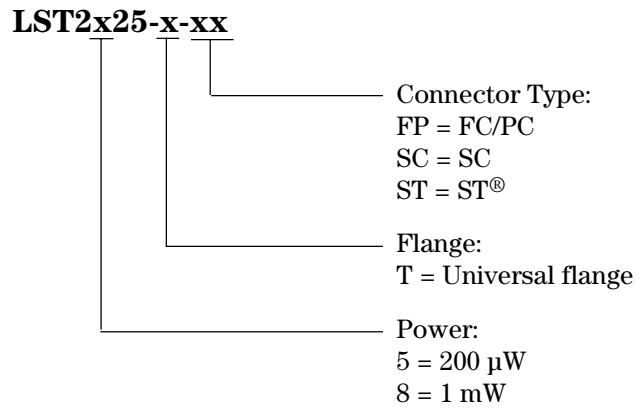 LST2x25-x-xx
Connector Type:
FP = FC/PC
SC = SC
ST = ST®
Flange:
T = Universal flange
Power:
5 = 200 µW
8 = 1 mW